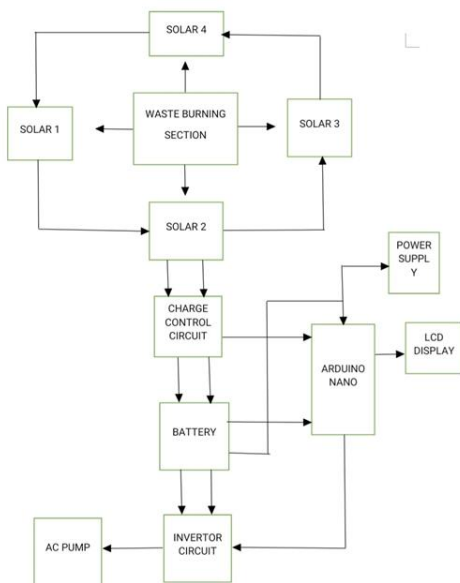 SOLAR 4
SOLAR 1
WASTE BURNING
SECTION
SOLAR 3
SOLAR 2
POWER
SUPPL
Y
CHARGE
CONTROL
CIRCUIT
LCD
DISPLAY
ARDUINO
NANO
BATTERY
AC PUMP
INVERTOR
CIRCUIT